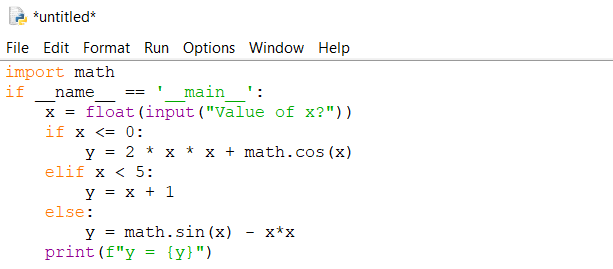 *untitled*
File Edit Format Run Options Window Help
import math
if __name__ == '__main__':
    x = float(input("Value of x?"))
    if x <= 0:
        y = 2 * x * x + math.cos(x)
    elif x < 5:
        y = x + 1
    else:
        y = math.sin(x) - x*x
    print(f"y = {y}")